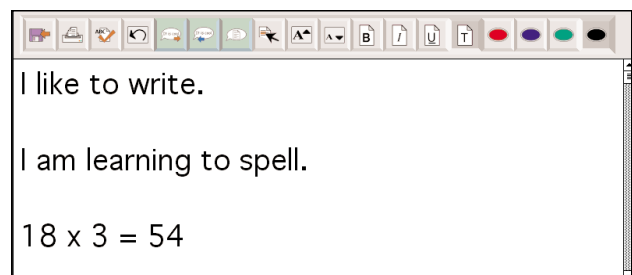 I like to write.
I am learning to spell.
18 x 3 = 54